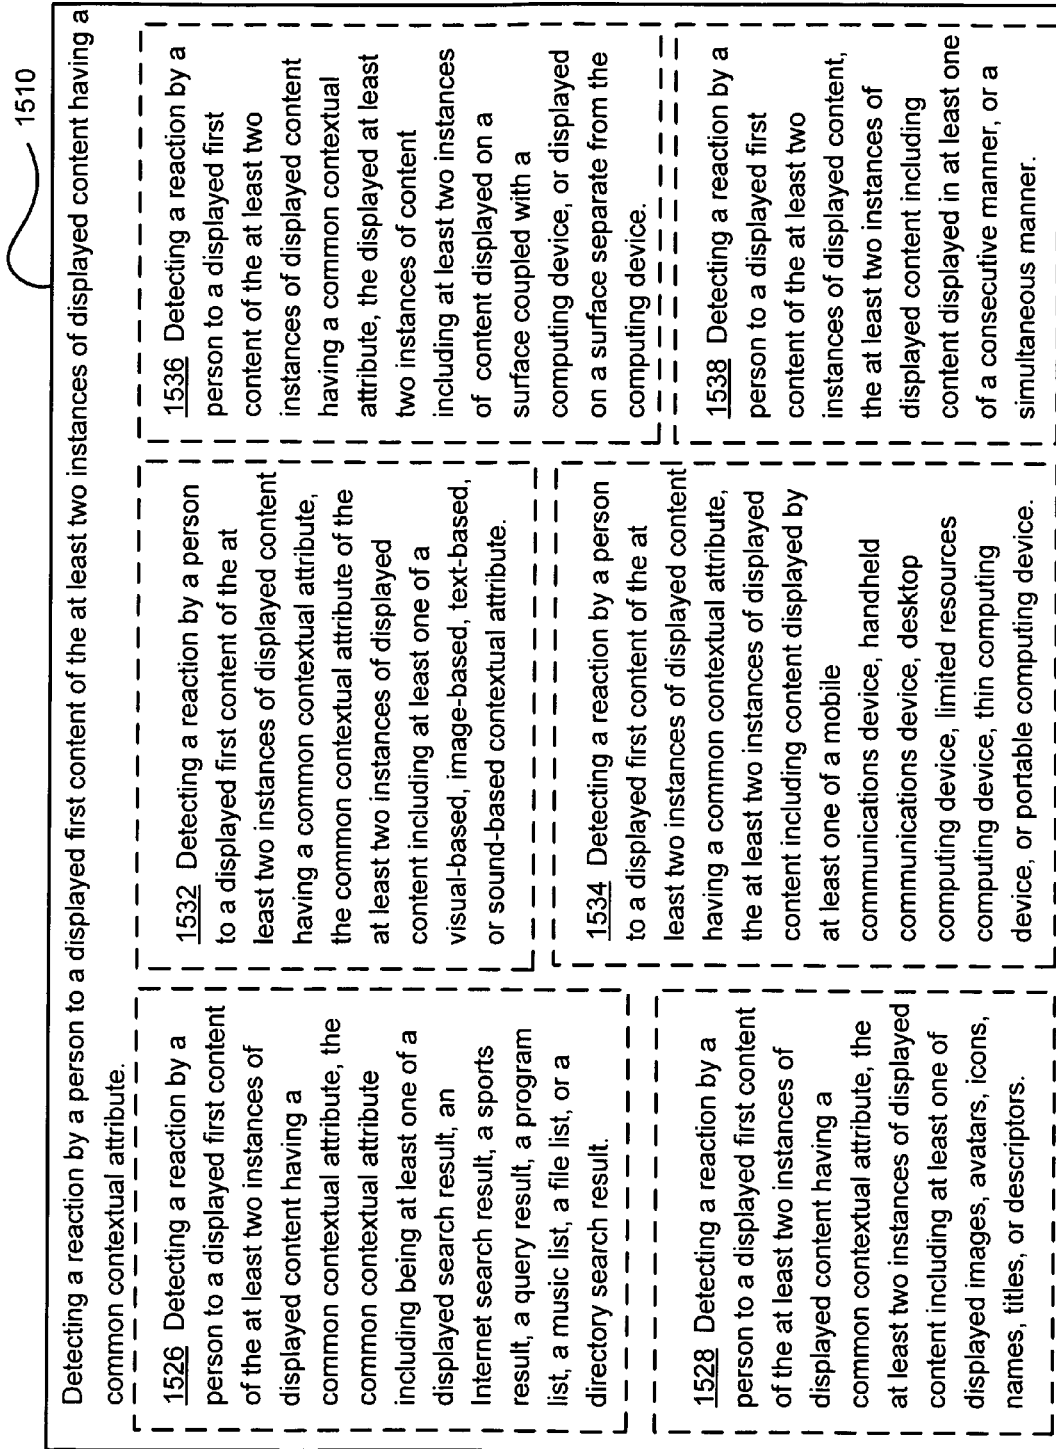 1510
Detecting a reaction by a person to a displayed first content of the at least two instances of displayed content having a
common contextual attribute.
1526 Detecting a reaction by a
person to a displayed first content
of the at least two instances of
displayed content having a
common contextual attribute, the
common contextual attribute
including being at least one of a
displayed search result, an
Internet search result, a sports
result, a query result, a program
list, a music list, a file list, or a
directory search result.
1528 Detecting a reaction by a
person to a displayed first content
of the at least two instances of
displayed content having a
common contextual attribute, the
at least two instances of displayed
content including at least one of
displayed images, avatars, icons,
names, titles, or descriptors.
1532 Detecting a reaction by a person
to a displayed first content of the at
least two instances of displayed content
having a common contextual attribute,
the common contextual attribute of the
at least two instances of displayed
content including at least one of a
visual-based, image-based, text-based,
or sound-based contextual attribute.
1534 Detecting a reaction by a person
to a displayed first content of the at
least two instances of displayed content
having a common contextual attribute,
the at least two instances of displayed
content including content displayed by
at least one of a mobile
communications device, handheld
communications device, desktop
computing device, limited resources
computing device, thin computing
device, or portable computing device.
1536 Detecting a reaction by a
person to a displayed first
content of the at least two
instances of displayed content
having a common contextual
attribute, the displayed at least
two instances of content
including at least two instances
of content displayed on a
surface coupled with a
computing device, or displayed
on a surface separate from the
computing device.
1538 Detecting a reaction by a
person to a displayed first
content of the at least two
instances of displayed content,
the at least two instances of
displayed content including
content displayed in at least one
of a consecutive manner, or a
simultaneous manner.